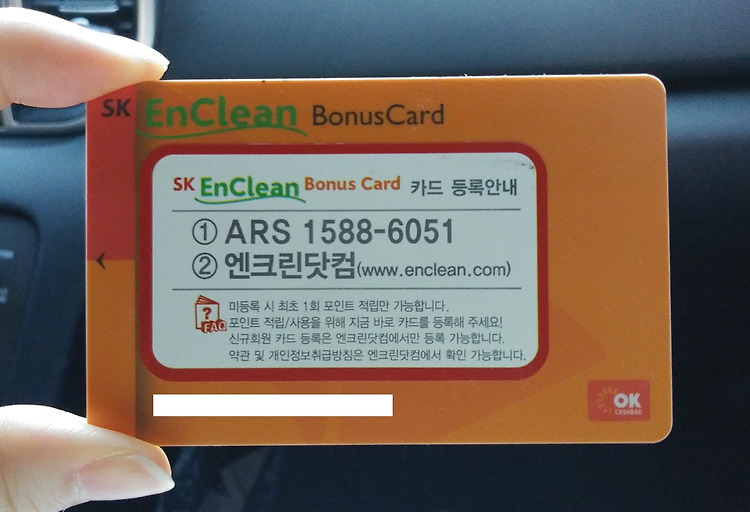 SK EnClean BonusCard
SK EnClean Bonus Card 카드 등록안내
① ARS 1588-6051
② 엔크린닷컴(www.enclean.com)
?
FAQ
미등록 시 최초 1회 포인트 적립만 가능합니다.
포인트 적립/사용을 위해 지금 바로 카드를 등록해 주세요!
신규회원 카드 등록은 엔크린닷컴에서만 등록 가능합니다.
약관 및 개인정보취급방침은 엔크린닷컴에서 확인 가능합니다.
OK
CASHBAG